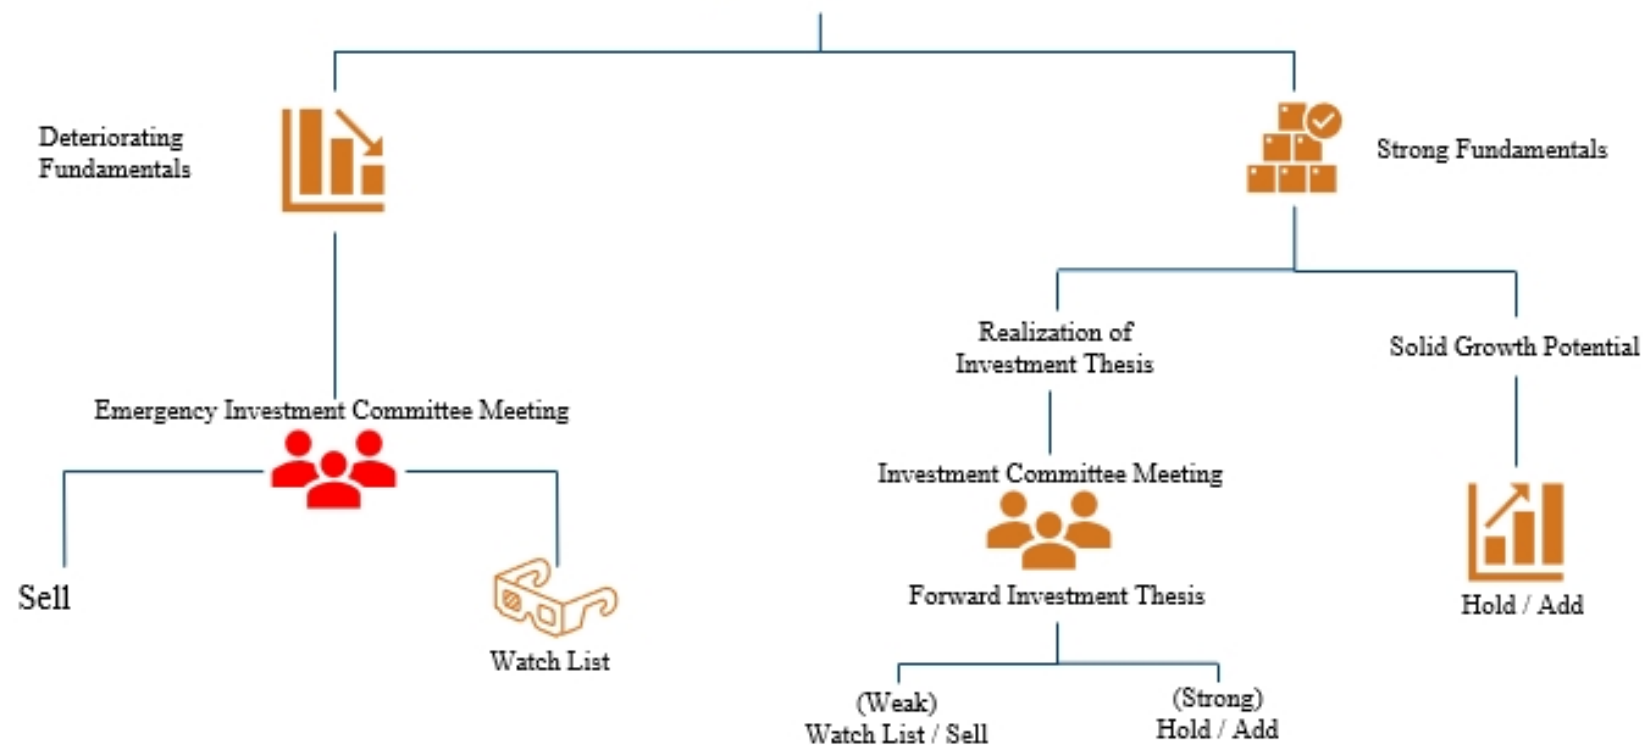 Deteriorating
Fundamentals
Strong Fundamentals
Realization of
Investment Thesis
Solid Growth Potential
Emergency Investment Committee Meeting
Investment Committee Meeting
Sell
Watch List
Forward Investment Thesis
Hold / Add
(Weak)
Watch List / Sell
(Strong)
Hold / Add